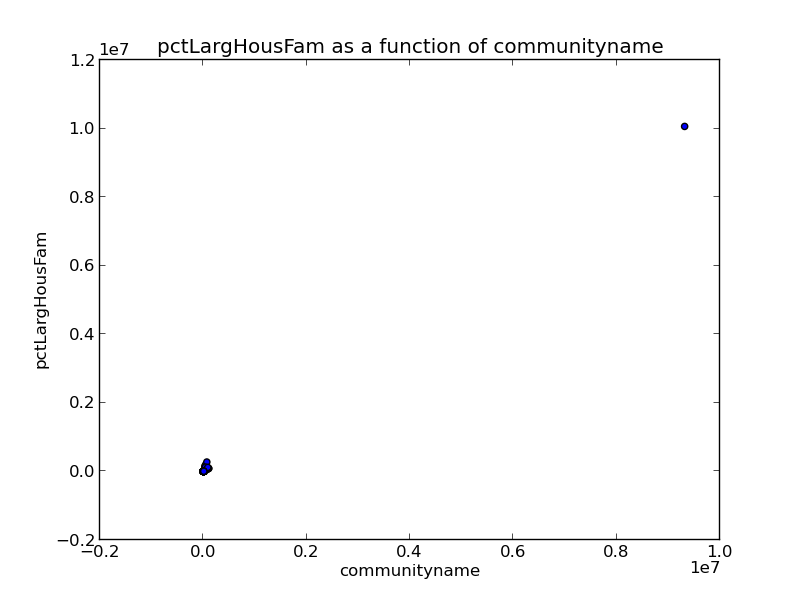 pctLargHousFam as a function of communityname
1e7
1.2
1.0
0.8
0.6
0.4
0.2
0.0
−0.2
pctLargHousFam
−0.2 0.0 0.2 0.4 0.6 0.8 1.0
1e7
communityname